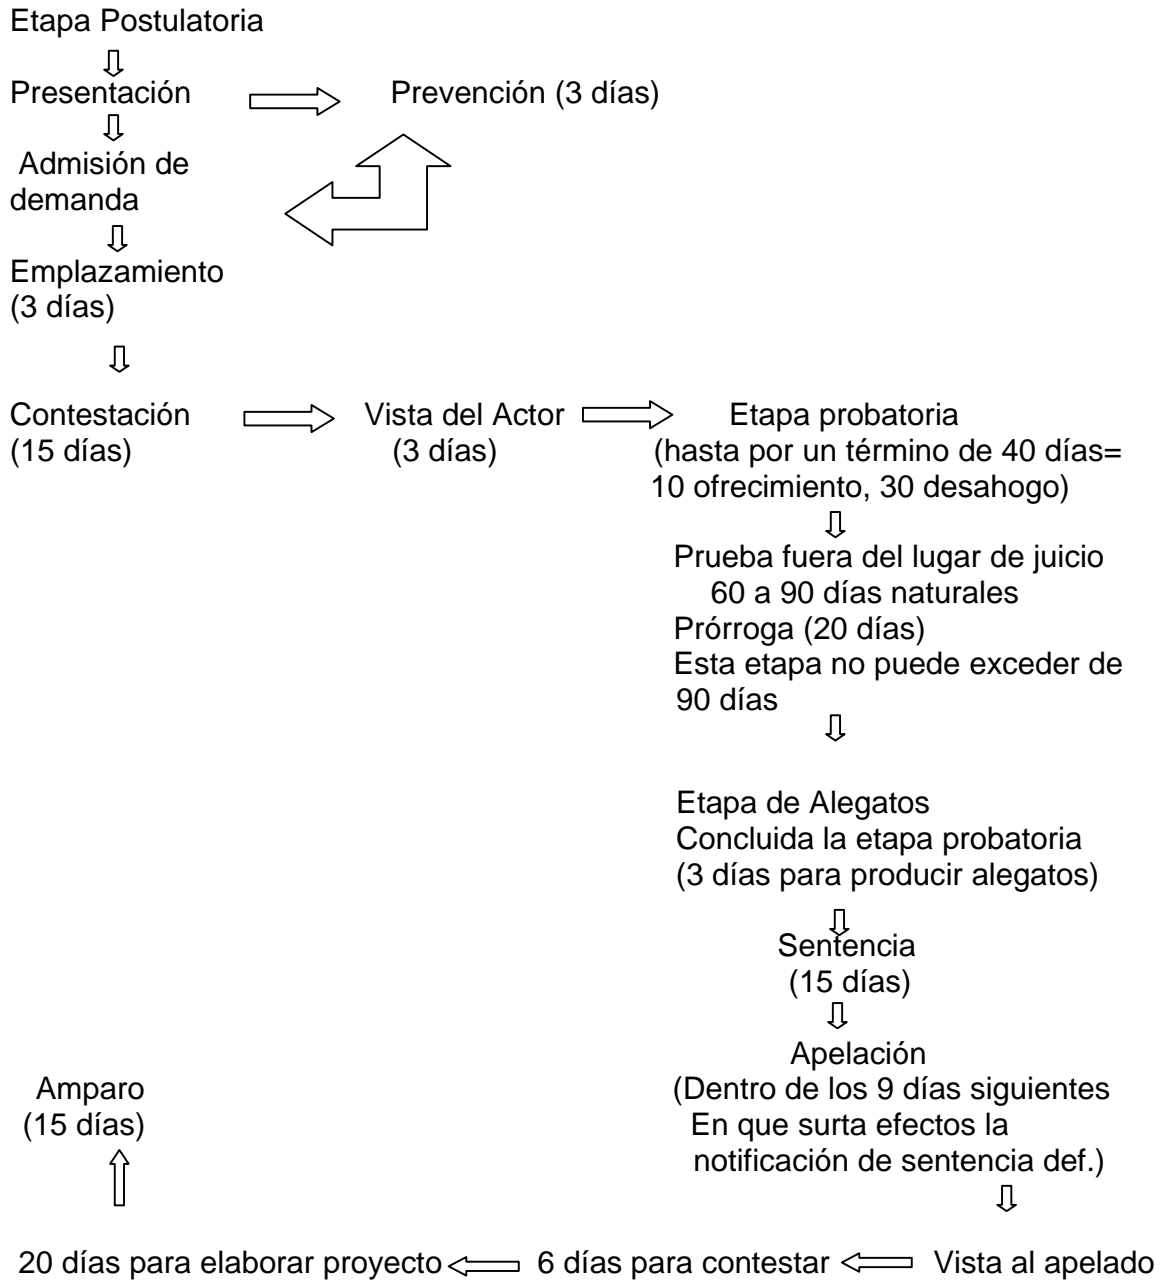 Etapa Postulatoria
Presentación
Prevención (3 días)
Admisión de
demanda
Emplazamiento
(3 días)
Contestación
(15 días)
Vista del Actor
(3 días)
Etapa probatoria
(hasta por un término de 40 días=
10 ofrecimiento, 30 desahogo)
Prueba fuera del lugar de juicio
60 a 90 días naturales
Prórroga (20 días)
Esta etapa no puede exceder de
90 días
Etapa de Alegatos
Concluida la etapa probatoria
(3 días para producir alegatos)
Sentencia
(15 días)
Apelación
(Dentro de los 9 días siguientes
En que surta efectos la
notificación de sentencia def.)
Vista al apelado
6 días para contestar
20 días para elaborar proyecto
Amparo
(15 días)